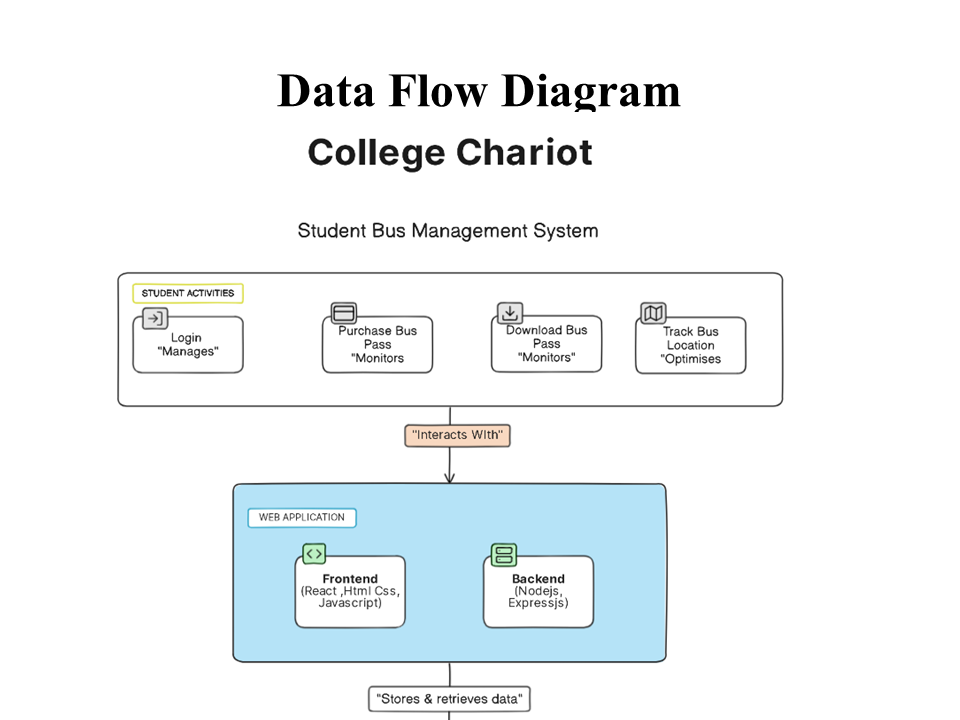 Data Flow Diagram
College Chariot
Student Bus Management System
STUDENT ACTIVITIES
Login
"Manages"
Purchase Bus
Pass
"Monitors
Download Bus
Pass
"Monitors"
Track Bus
Location
"Optimises
"Interacts WIth"
WEB APPLICATION
Frontend
(React ,Html Css,
Javascript)
Backend
(Nodejs,
Expressjs)
"Stores & retrieves data"